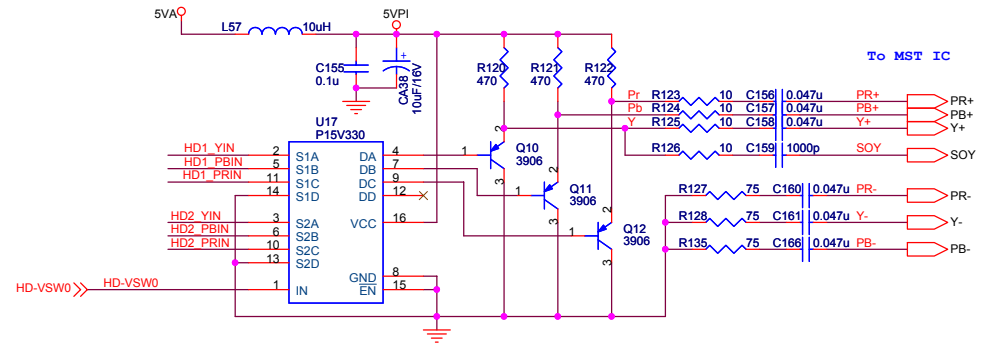 5VA
5VPI
L57 10uH
To MST IC
C155
0.1u
+
CA38
10uF/16V
R120
470
R121
470
R122
470
Pr R123 10 C156 0.047u PR+ PR+
Pb R124 10 C157 0.047u PB+ PB+
Y R125 10 C158 0.047u Y+ Y+
R126 10 C159 1000p SOY SOY
U17
P15V330
HD1_YIN 2 S1A DA 4
HD1_PBIN 5 S1B DB 7
HD1_PRIN 11 S1C DC 9
14 S1D DD 12
HD2_YIN 3 S2A VCC 16
HD2_PBIN 6 S2B
HD2_PRIN 10 S2C
13 S2D
GND 8
HD-VSW0 HD-VSW0 1 IN EN 15
1 2 3 Q10
3906
1 2 3 Q11
3906
1 2 3 Q12
3906
R127 75 C160 0.047u PR- PR-
R128 75 C161 0.047u Y- Y-
R135 75 C166 0.047u PB- PB-